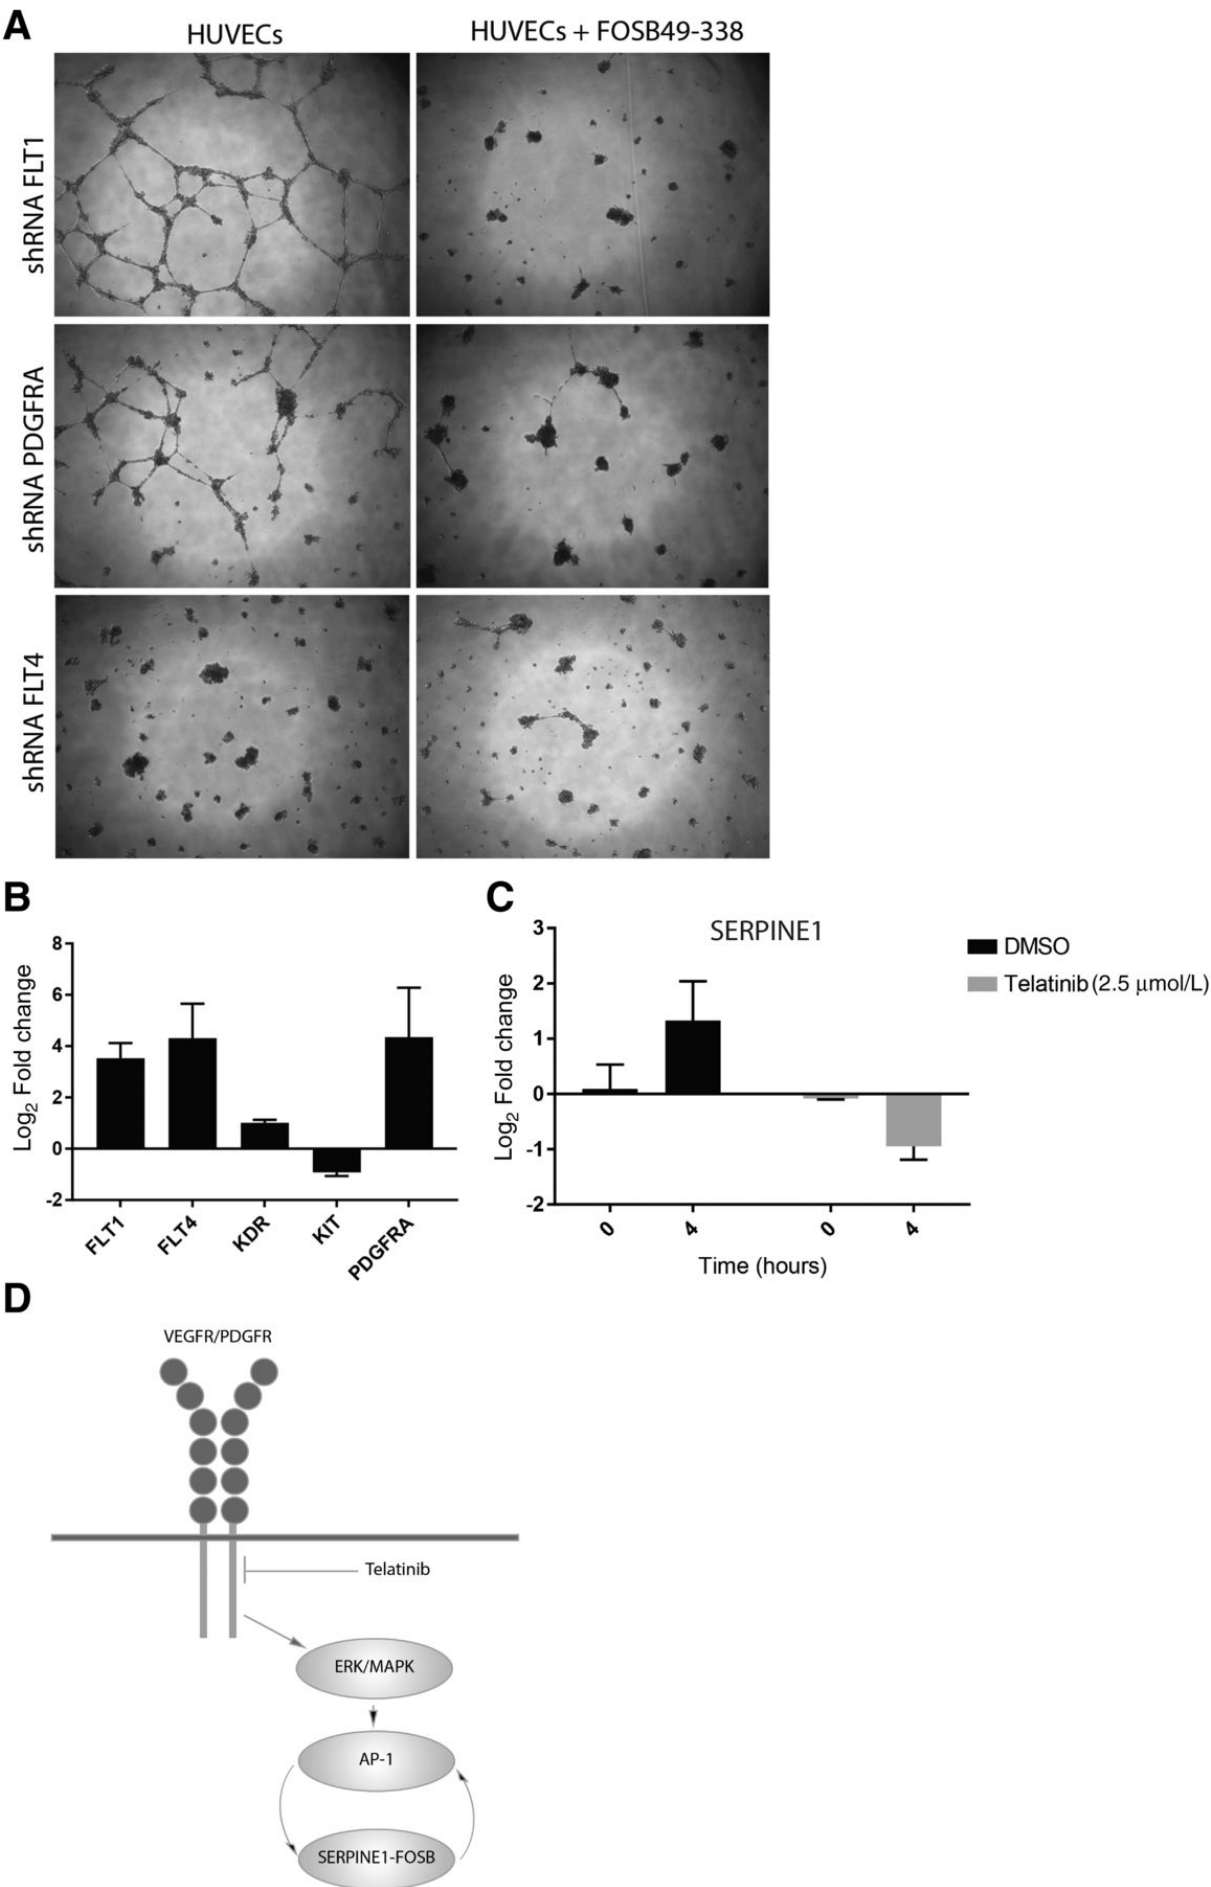 A
HUVECs
HUVECs + FOSB49-338
shRNA FLT1
shRNA PDGFRA
shRNA FLT4
B
8
6
4
2
0
-2
Log2 Fold change
FLT1
FLT4
KDR
KIT
PDGFRA
C
SERPINE1
3
2
1
0
-1
-2
Log2 Fold change
0
4
0
4
Time (hours)
DMSO
Telatinib (2.5 μmol/L)
D
VEGFR/PDGFR
Telatinib
ERK/MAPK
AP-1
SERPINE1-FOSB